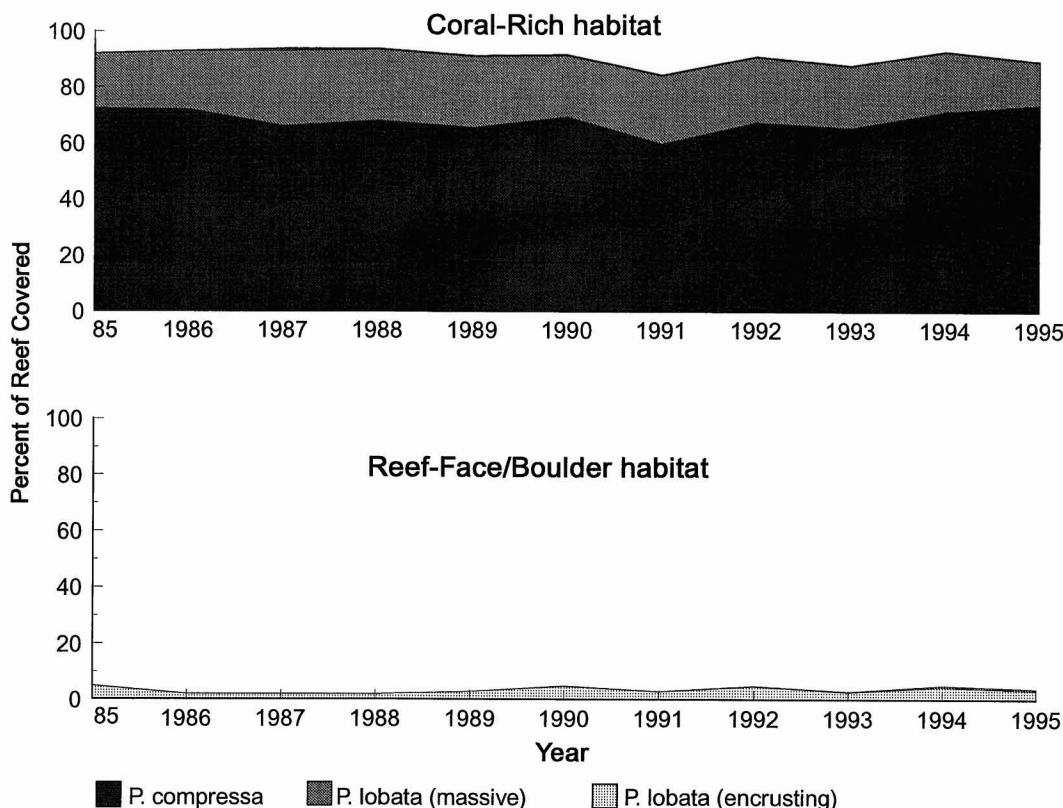 Coral-Rich habitat
100
80
60
40
20
0
85 1986 1987 1988 1989 1990 1991 1992 1993 1994 1995
Percent of Reef Covered
Reef-Face/Boulder habitat
100
80
60
40
20
0
85 1986 1987 1988 1989 1990 1991 1992 1993 1994 1995
Year
P. compressa P. lobata (massive) P. lobata (encrusting)